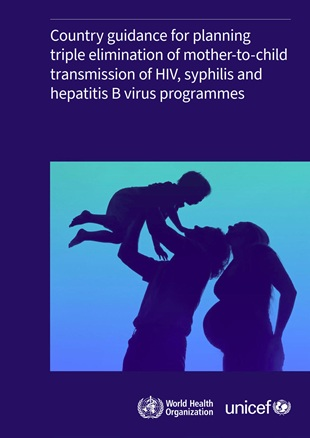 Country guidance for planning
triple elimination of mother-to-child
transmission of HIV, syphilis and
hepatitis B virus programmes
World Health
Organization
unicef